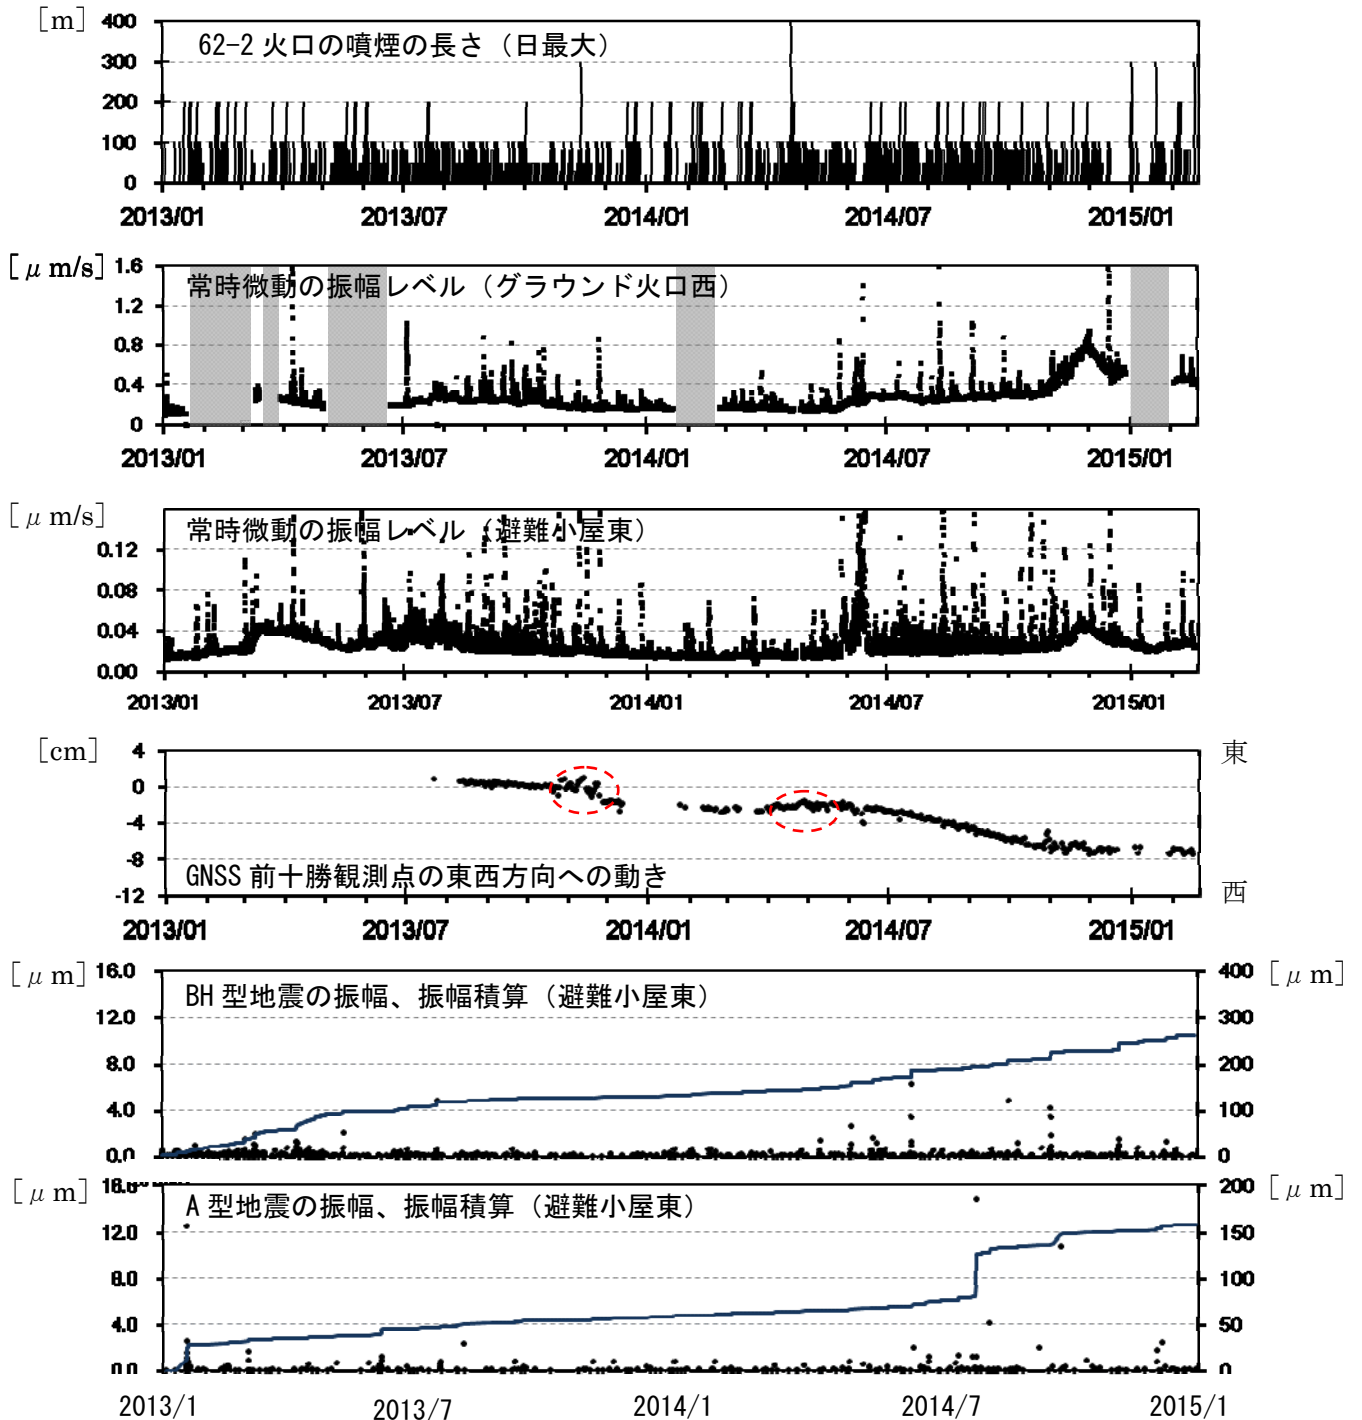 [m]
400
62-2 火口の噴煙の長さ（日最大）
300
200
100
0
2013/01 2013/07 2014/01 2014/07 2015/01
[μm/s]
1.6
常時微動の振幅レベル（グラウンド火口西）
1.2
0.8
0.4
0
2013/01 2013/07 2014/01 2014/07 2015/01
[μm/s]
常時微動の振幅レベル（避難小屋東）
0.12
0.08
0.04
0.00
2013/01 2013/07 2014/01 2014/07 2015/01
[cm] 4 東
0
-4
-8
GNSS 前十勝観測点の東西方向への動き
-12 西
2013/01 2013/07 2014/01 2014/07 2015/01
[μm] 16.0 400 [μm]
BH 型地震の振幅、振幅積算（避難小屋東）
12.0 300
8.0 200
4.0 100
0.0 0
[μm] 16.0 200 [μm]
A 型地震の振幅、振幅積算（避難小屋東）
12.0 150
8.0 100
4.0 50
0.0 0
2013/1 2013/7 2014/1 2014/7 2015/1